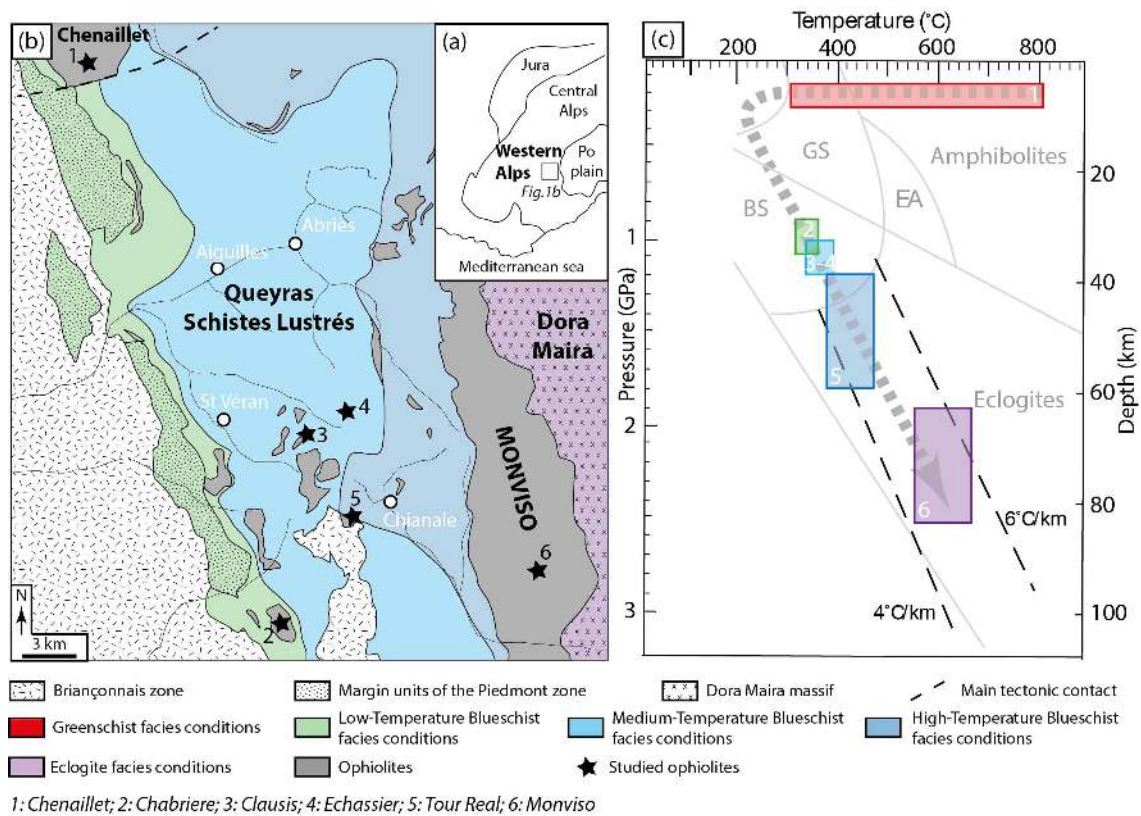 (b)
Chenaillet
1
Aiguilles
Abriès
Queyras
Schistes Lustrés
St Véran
4
3
5
Chianale
MONVISO
6
Dora
Maira
2
N
3 km
(a)
Jura
Central
Alps
Western
Alps
Po
plain
Fig.1b
Mediterranean sea
(c)
Temperature (°C)
200 400 600 800
1
GS
Amphibolites
EA
BS
2
3-4
5
Eclogites
6
6°C/km
4°C/km
Pressure (GPa)
1
2
3
Depth (km)
20
40
60
80
100
Briançonnais zone
Margin units of the Piedmont zone
Dora Maira massif
Main tectonic contact
Greenschist facies conditions
Low-Temperature Blueschist
facies conditions
Medium-Temperature Blueschist
facies conditions
High-Temperature Blueschist
facies conditions
Eclogite facies conditions
Ophiolites
Studied ophiolites
1: Chenaillet; 2: Chabriere; 3: Clausis; 4: Echassier; 5: Tour Real; 6: Monviso